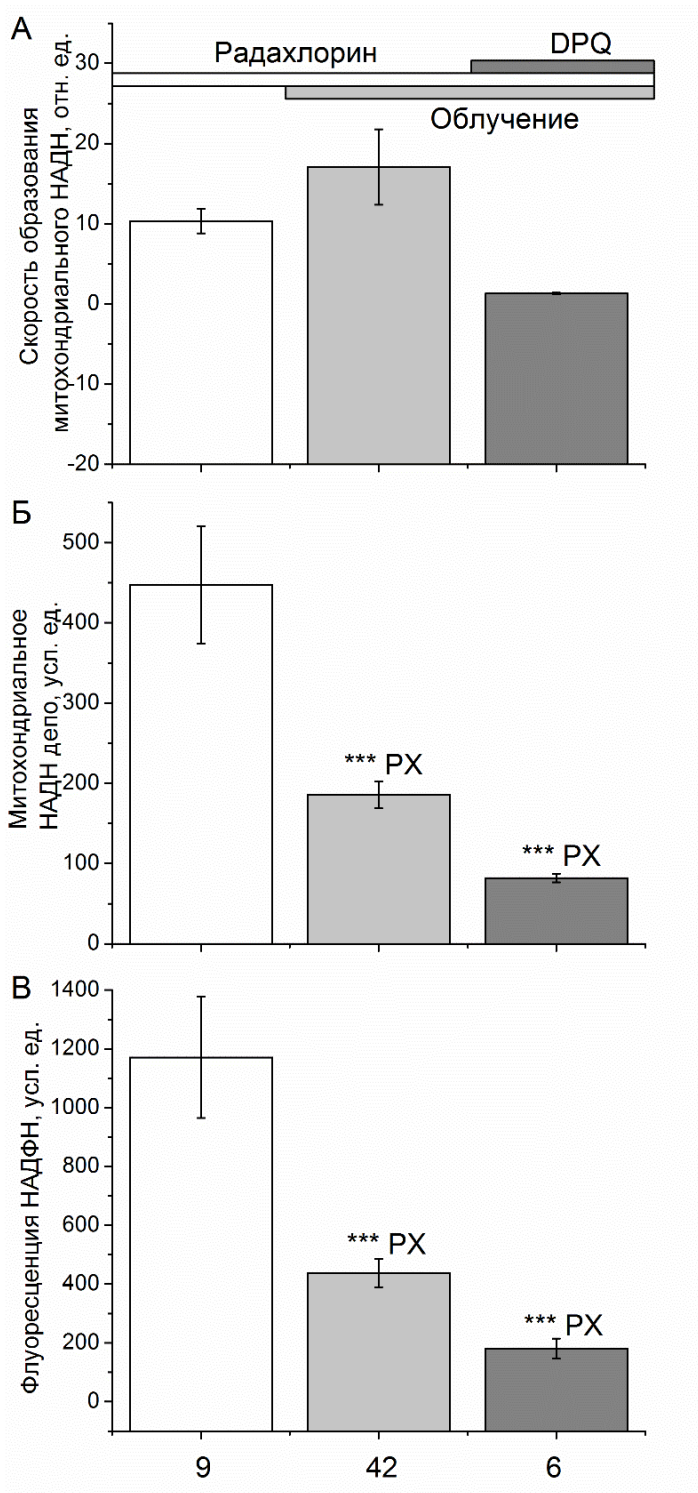 А
Скорость образования
митохондриального НАДН, отн. ед.
30
20
10
0
-10
-20
Радахлорин
DPQ
Облучение
Б
Митохондриальное
НАДН депо, усл. ед.
500
400
300
200
100
0
*** РХ
*** РХ
В
Флуоресценция НАДФН, усл. ед.
1400
1200
1000
800
600
400
200
0
*** РХ
*** РХ
9
42
6